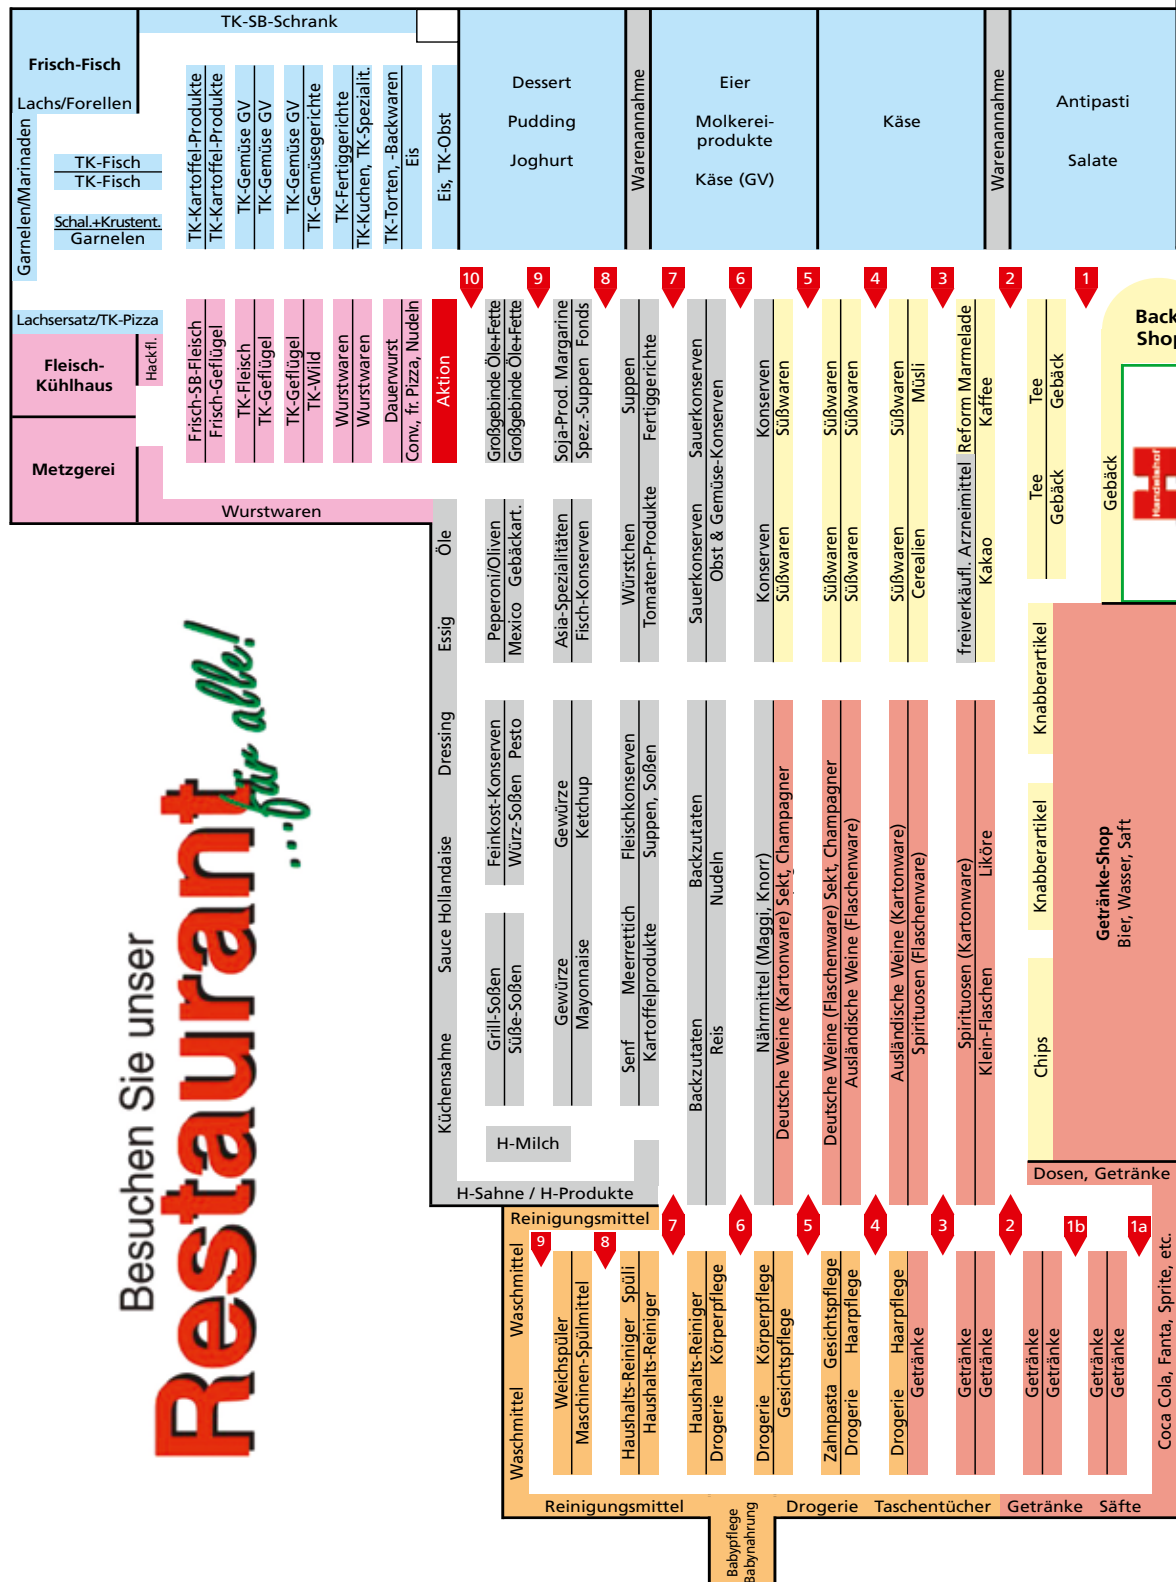 TK-SB-Schrank
Frisch-Fisch
Lachs/Forellen
Garnelen/Marinaden
TK-Fisch
TK-Fisch
Schal.+Krustent.
Garnelen
TK-Kartoffel-Produkte
TK-Kartoffel-Produkte
TK-Gemüse GV
TK-Gemüse GV
TK-Gemüse GV
TK-Gemüsegerichte
TK-Fertiggerichte
TK-Kuchen, TK-Spezialit.
TK-Torten, -Backwaren
Eis
Eis, TK-Obst
Dessert
Pudding
Joghurt
Warenannahme
Eier
Molkerei-
produkte
Käse (GV)
Käse
Warenannahme
Antipasti
Salate
10
9
8
7
6
5
4
3
2
1
Lachsersatz/TK-Pizza
Fleisch-
Kühlhaus
Hackfl.
Metzgerei
Wurstwaren
Frisch-SB-Fleisch
Frisch-Geflügel
TK-Fleisch
TK-Geflügel
TK-Geflügel
TK-Wild
Wurstwaren
Wurstwaren
Dauerwurst
Conv., fr. Pizza, Nudeln
Aktion
Großgebinde Öle+Fette
Großgebinde Öle+Fette
Soja-Prod. Margarine
Spez.-Suppen Fonds
Suppen
Fertiggerichte
Sauerkonserven
Konserven
Süßwaren
Süßwaren
Süßwaren
Süßwaren
Müsli
Reform Marmelade
Kaffee
Tee
Gebäck
Back
Shop
Handelshof
Gebäck
Öle
Essig
Dressing
Sauce Hollandaise
Küchensahne
Peperoni/Oliven
Mexico Gebäckart.
Asia-Spezialitäten
Fisch-Konserven
Würstchen
Tomaten-Produkte
Sauerkonserven
Obst & Gemüse-Konserven
Konserven
Süßwaren
Süßwaren
Süßwaren
Süßwaren
Cerealien
freiverkäufl. Arzneimittel
Kakao
Tee
Gebäck
Feinkost-Konserven
Würz-Soßen Pesto
Gewürze
Ketchup
Fleischkonserven
Suppen, Soßen
Backzutaten
Nudeln
Nährmittel (Maggi, Knorr)
Deutsche Weine (Kartonware) Sekt, Champagner
Deutsche Weine (Flaschenware) Sekt, Champagner
Ausländische Weine (Flaschenware)
Ausländische Weine (Kartonware)
Spirituosen (Flaschenware)
Spirituosen (Kartonware)
Klein-Flaschen Liköre
Knabberartikel
Knabberartikel
Chips
Getränke-Shop
Bier, Wasser, Saft
Grill-Soßen
Süße-Soßen
Gewürze
Mayonnaise
Senf Meerrettich
Kartoffelprodukte
Backzutaten
Reis
H-Milch
H-Sahne / H-Produkte
Dosen, Getränke
Coca Cola, Fanta, Sprite, etc.
Besuchen Sie unser
Restaurant
...für alle!
Reinigungsmittel
9
8
7
6
5
4
3
2
1b
1a
Waschmittel
Waschmittel
Weichspüler
Maschinen-Spülmittel
Haushalts-Reiniger Spüli
Haushalts-Reiniger
Haushalts-Reiniger
Drogerie Körperpflege
Drogerie Körperpflege
Gesichtspflege
Zahnpasta Gesichtspflege
Drogerie Haarpflege
Drogerie Haarpflege
Getränke
Getränke
Getränke
Getränke
Getränke
Getränke
Getränke
Reinigungsmittel
Babypflege
Babynahrung
Drogerie Taschentücher
Getränke Säfte